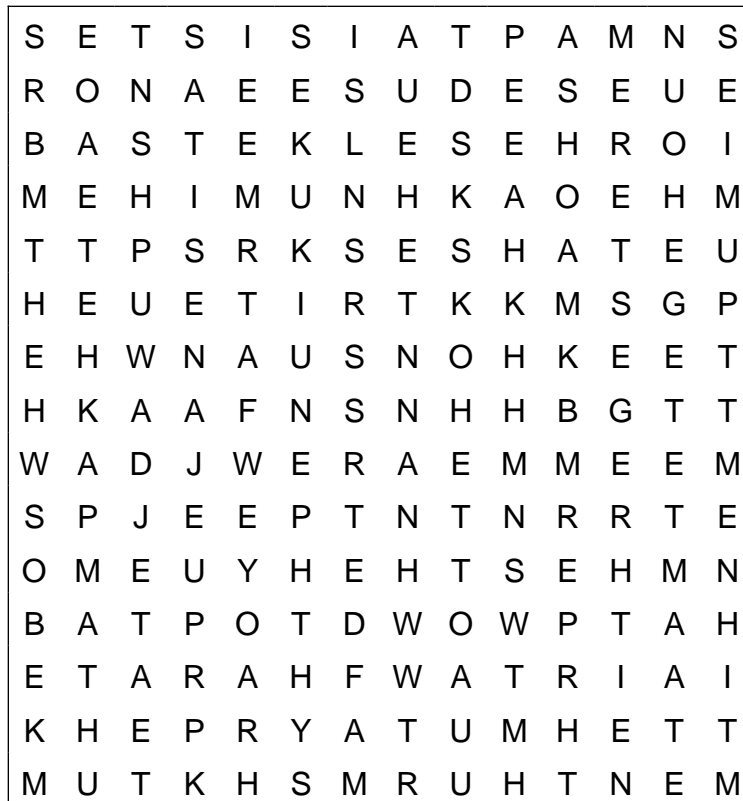 S E T S I S I A T P A M N S
R O N A E E S U D E S E U E
B A S T E K L E S E H R O I
M E H I M U N H K A O E H M
T T P S R K S E S H A T E U
H E U E T I R T K K M S G P
E H W N A U S N O H K E E T
H K A A F N S N H H B G T T
W A D J W E R A E M M E E M
S P J E E P T N T N R R T E
O M E U Y H E H T S E H M N
B A T P O T D W O W P T A H
E T A R A H F W A T R I A I
K H E P R Y A T U M H E T T
M U T K H S M R U H T N E M